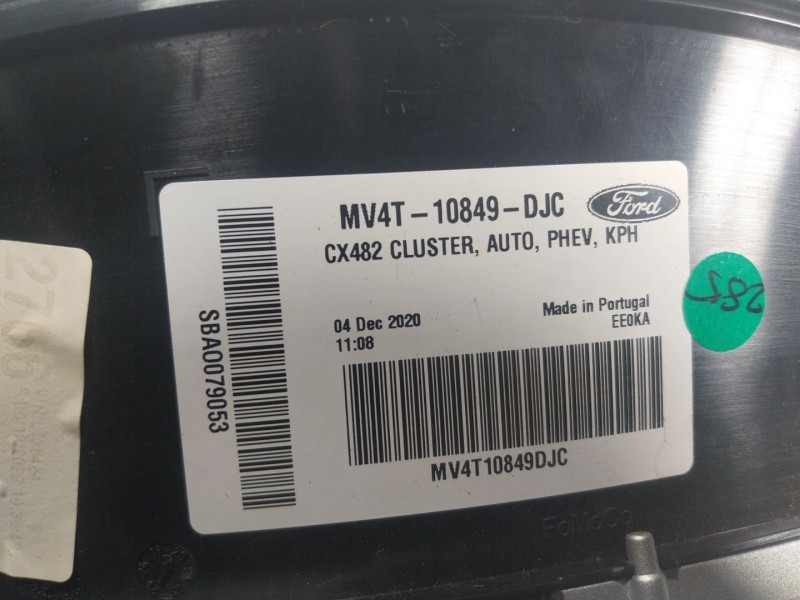 MV4T-10849-DJC
Ford
CX482 CLUSTER, AUTO, PHEV, KPH
04 Dec 2020
11:08
Made in Portugal
EE0KA
SBA0079053
MV4T10849DJC
FoMoCo
285